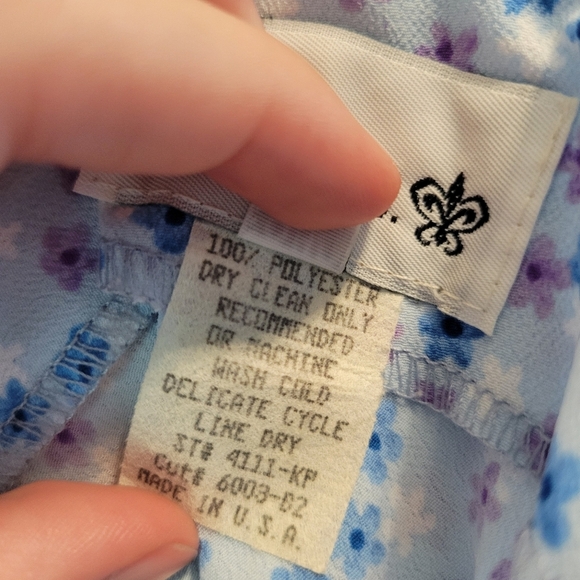 100% POLYESTER
DRY CLEAN ONLY
RECOMMENDED
OR MACHINE
WASH COLD
DELICATE CYCLE
LINE DRY
ST# 4111-KP
Cut# 6003-02
MADE IN U.S.A.